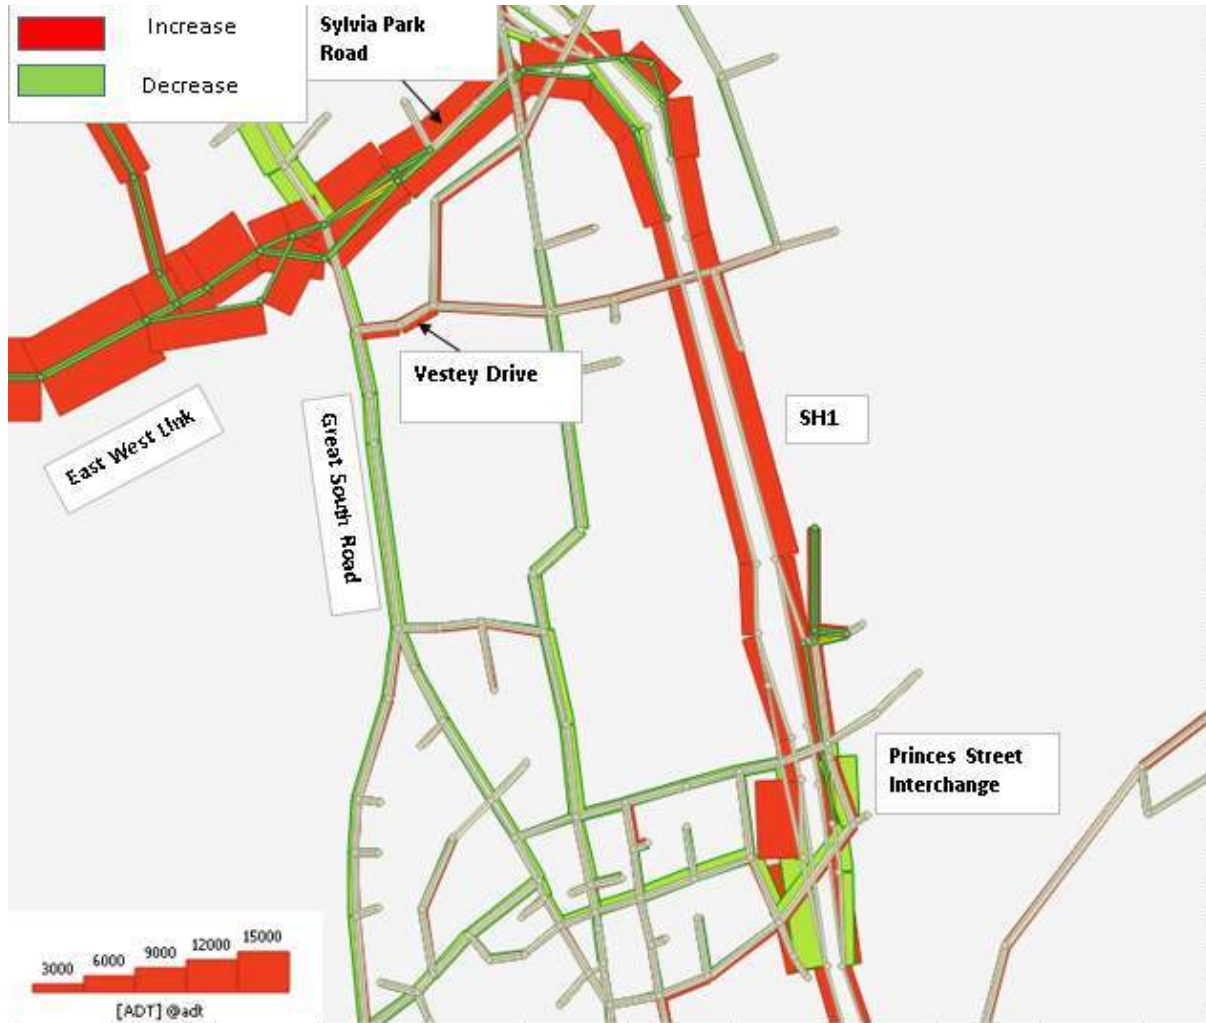 Increase
Decrease
Sylvia Park
Road
Vestey Drive
East West Link
Great South Road
SH1
Princes Street
Interchange
3000 6000 9000 12000 15000
[ADT] @adt